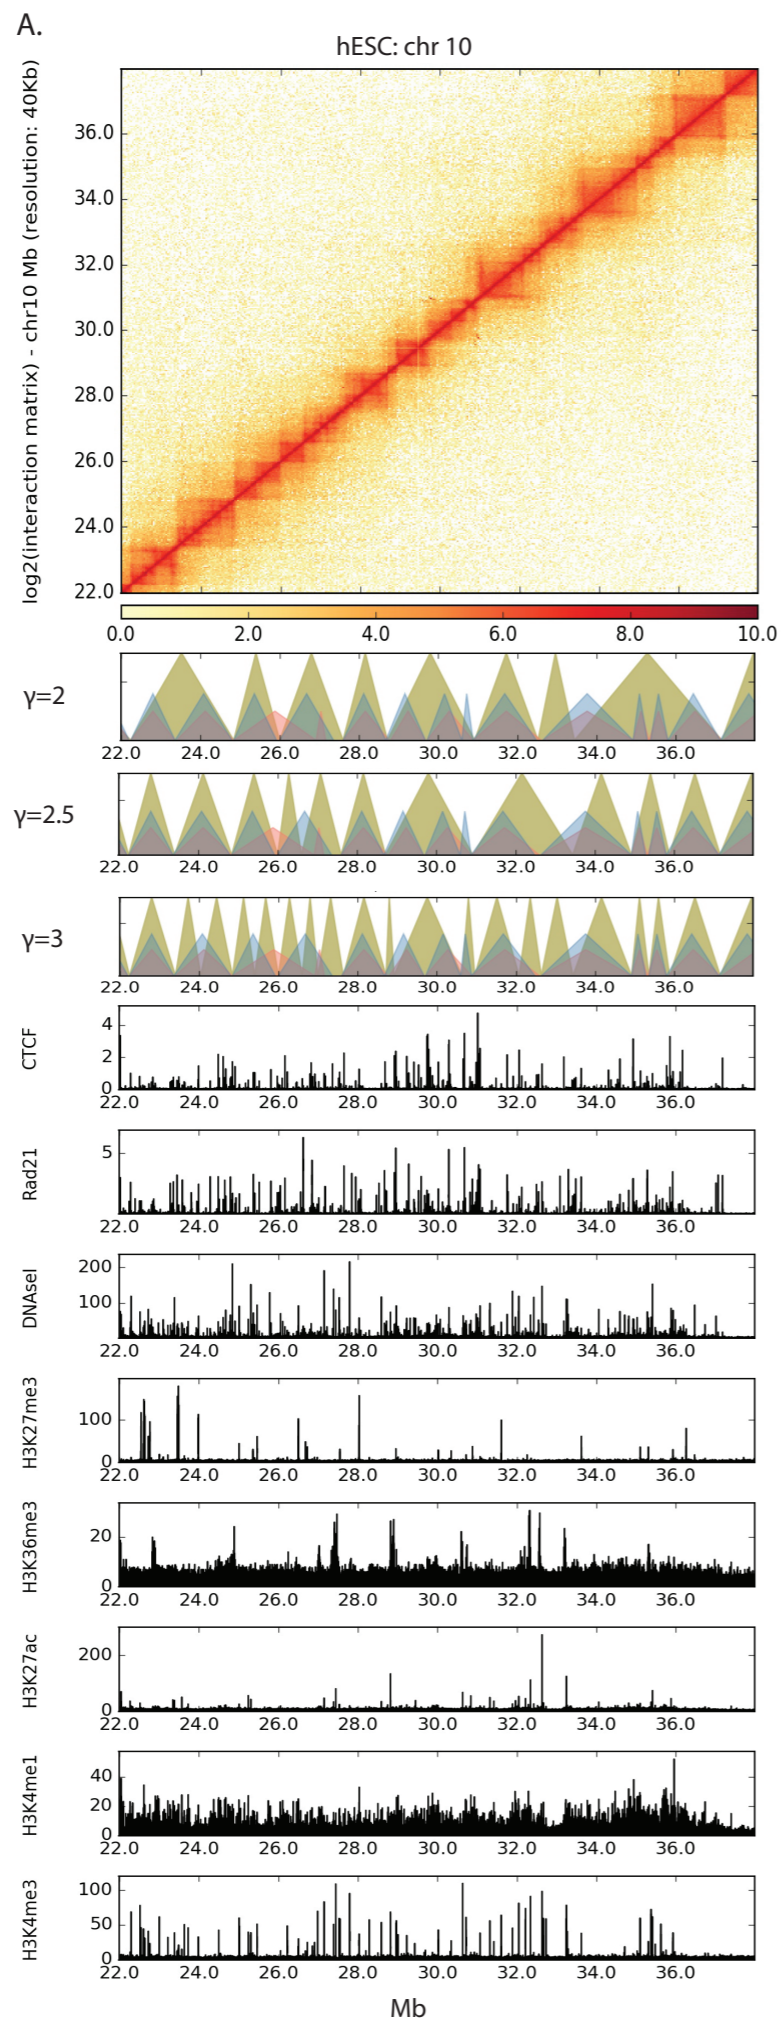 A.
hESC: chr 10
log2(interaction matrix) - chr10 Mb (resolution: 40Kb)
36.0
34.0
32.0
30.0
28.0
26.0
24.0
22.0
0.0 2.0 4.0 6.0 8.0 10.0
γ=2
22.0 24.0 26.0 28.0 30.0 32.0 34.0 36.0
γ=2.5
22.0 24.0 26.0 28.0 30.0 32.0 34.0 36.0
γ=3
22.0 24.0 26.0 28.0 30.0 32.0 34.0 36.0
CTCF
4
2
0
22.0 24.0 26.0 28.0 30.0 32.0 34.0 36.0
Rad21
5
22.0 24.0 26.0 28.0 30.0 32.0 34.0 36.0
DNAseI
200
100
22.0 24.0 26.0 28.0 30.0 32.0 34.0 36.0
H3K27me3
100
0
22.0 24.0 26.0 28.0 30.0 32.0 34.0 36.0
H3K36me3
20
0
22.0 24.0 26.0 28.0 30.0 32.0 34.0 36.0
H3K27ac
200
0
22.0 24.0 26.0 28.0 30.0 32.0 34.0 36.0
H3K4me1
40
20
0
22.0 24.0 26.0 28.0 30.0 32.0 34.0 36.0
H3K4me3
100
50
0
22.0 24.0 26.0 28.0 30.0 32.0 34.0 36.0
Mb